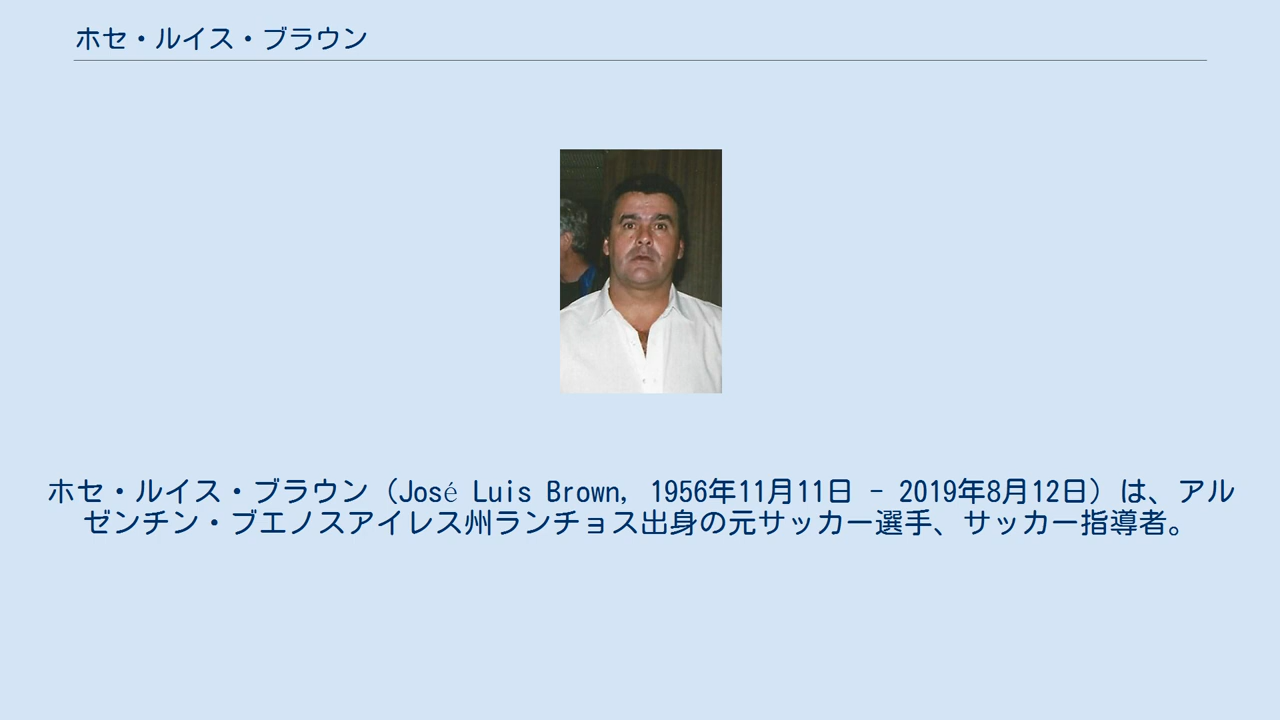 ホセ・ルイス・ブラウン
ホセ・ルイス・ブラウン（José Luis Brown, 1956年11月11日 - 2019年8月12日）は、アル
ゼンチン・ブエノスアイレス州ランチョス出身の元サッカー選手、サッカー指導者。